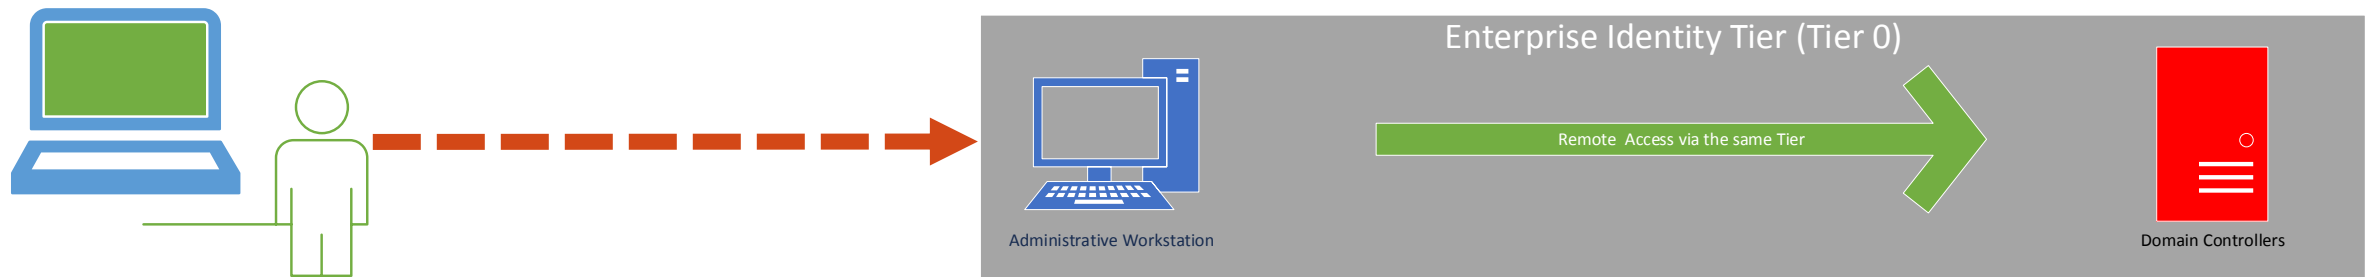 Enterprise Identity Tier (Tier 0)
Remote Access via the same Tier
Administrative Workstation
Domain Controllers